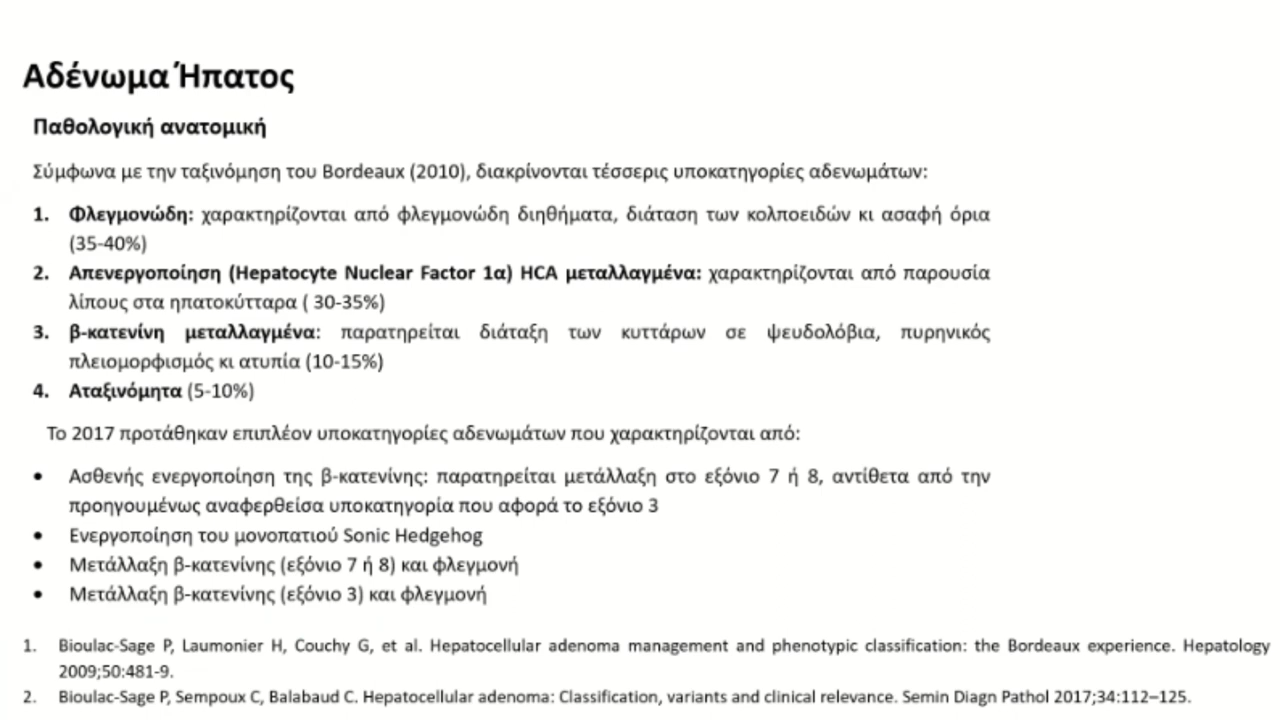 Αδένωμα Ήπατος
Παθολογική ανατομική
Σύμφωνα με την ταξινόμηση του Bordeaux (2010), διακρίνονται τέσσερις υποκατηγορίες αδενωμάτων:
1. Φλεγμονώδη: χαρακτηρίζονται από φλεγμονώδη διηθήματα, διάταση των κολποειδών κι ασαφή όρια
(35-40%)
2. Απενεργοποίηση (Hepatocyte Nuclear Factor 1α) HCA μεταλλαγμένα: χαρακτηρίζονται από παρουσία
λίπους στα ηπατοκύτταρα ( 30-35%)
3. β-κατενίνη μεταλλαγμένα: παρατηρείται διάταξη των κυττάρων σε ψευδολόβια, πυρηνικός
πλειομορφισμός κι ατυπία (10-15%)
4. Αταξινόμητα (5-10%)
Το 2017 προτάθηκαν επιπλέον υποκατηγορίες αδενωμάτων που χαρακτηρίζονται από:
• Ασθενής ενεργοποίηση της β-κατενίνης: παρατηρείται μετάλλαξη στο εξόνιο 7 ή 8, αντίθετα από την
προηγουμένως αναφερθείσα υποκατηγορία που αφορά το εξόνιο 3
• Ενεργοποίηση του μονοπατιού Sonic Hedgehog
• Μετάλλαξη β-κατενίνης (εξόνιο 7 ή 8) και φλεγμονή
• Μετάλλαξη β-κατενίνης (εξόνιο 3) και φλεγμονή
1. Bioulac-Sage P, Laumonier H, Couchy G, et al. Hepatocellular adenoma management and phenotypic classification: the Bordeaux experience. Hepatology
2009;50:481-9.
2. Bioulac-Sage P, Sempoux C, Balabaud C. Hepatocellular adenoma: Classification, variants and clinical relevance. Semin Diagn Pathol 2017;34:112–125.